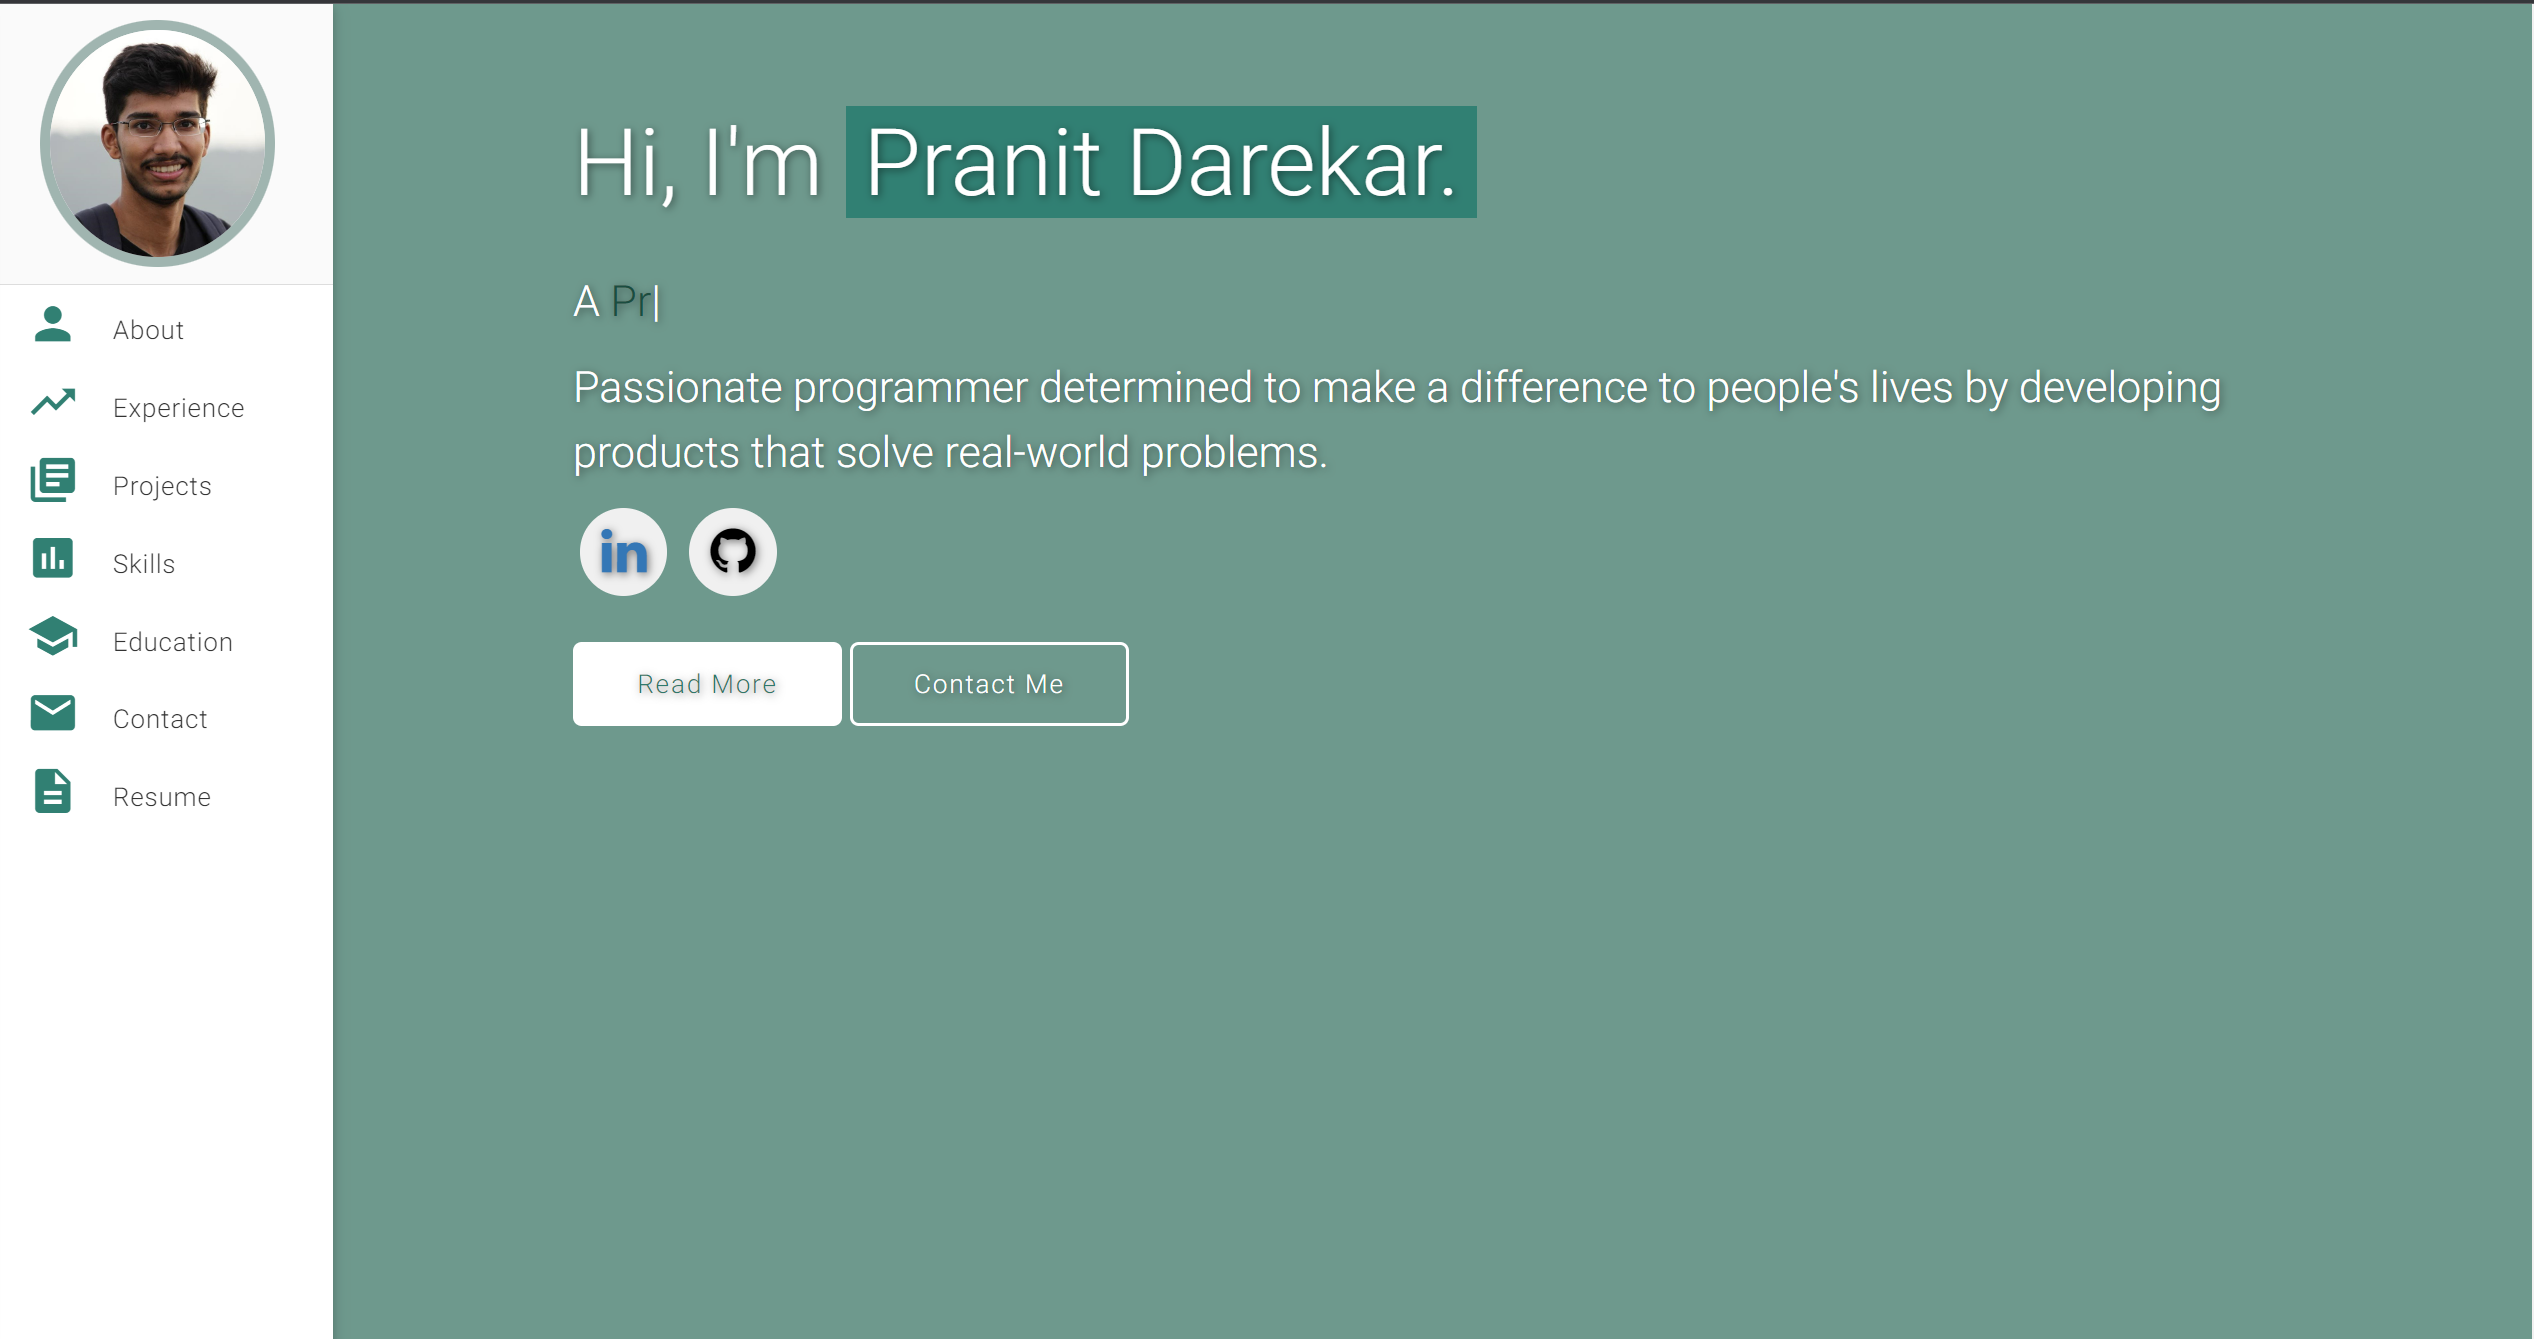 About
Experience
Projects
Skills
Education
Contact
Resume
Hi, I'm Pranit Darekar.
A Pr|
Passionate programmer determined to make a difference to people's lives by developing
products that solve real-world problems.
in
Read More
Contact Me